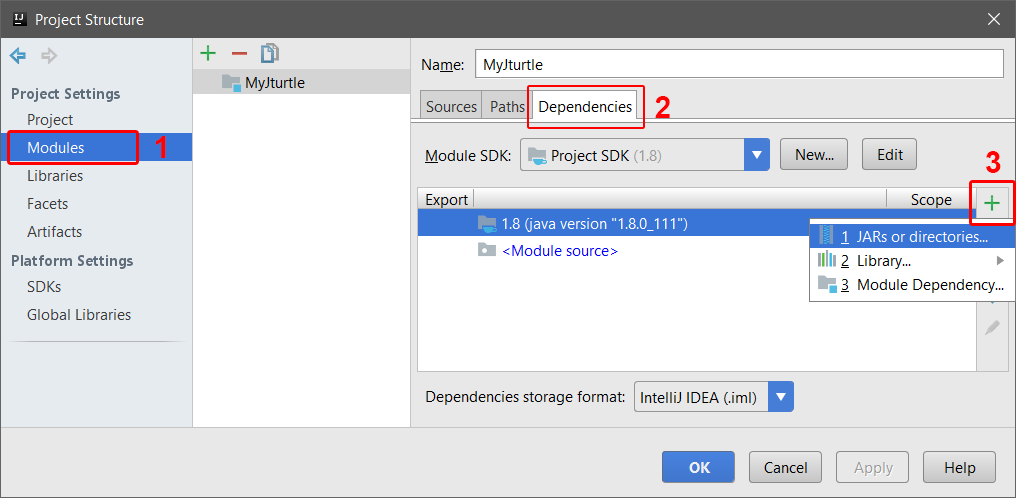 Project Structure
Project Settings
Project
Modules
1
Libraries
Facets
Artifacts
Platform Settings
SDKs
Global Libraries
MyJturtle
Name: MyJturtle
Sources Paths Dependencies 2
Module SDK: Project SDK (1.8) New... Edit
3
Export Scope
1.8 (java version "1.8.0_111")
<Module source>
1 JARs or directories...
2 Library...
3 Module Dependency...
Dependencies storage format: IntelliJ IDEA (.iml)
OK Cancel Apply Help